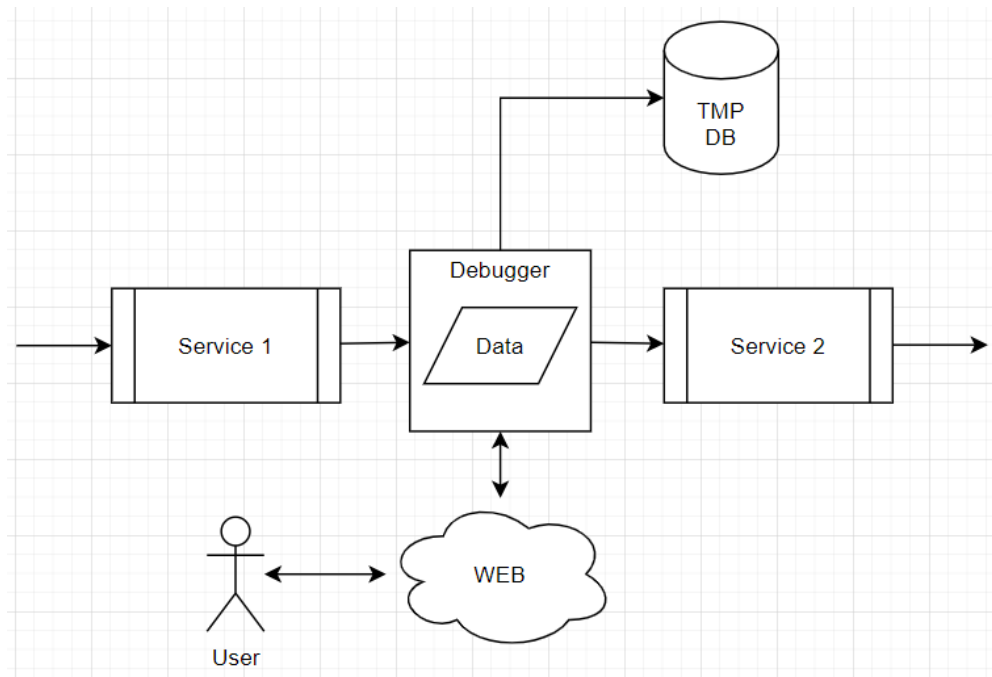 TMP
DB
Debugger
Service 1
Data
Service 2
WEB
User